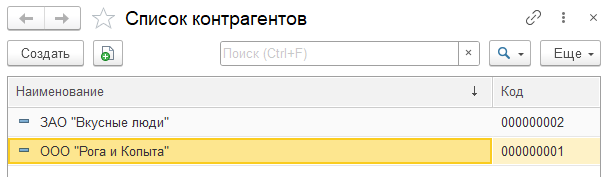 Список контрагентов
Создать Поиск (Ctrl+F) × Еще
Наименование ↓ Код
ЗАО "Вкусные люди" 000000002
ООО "Рога и Копыта" 000000001